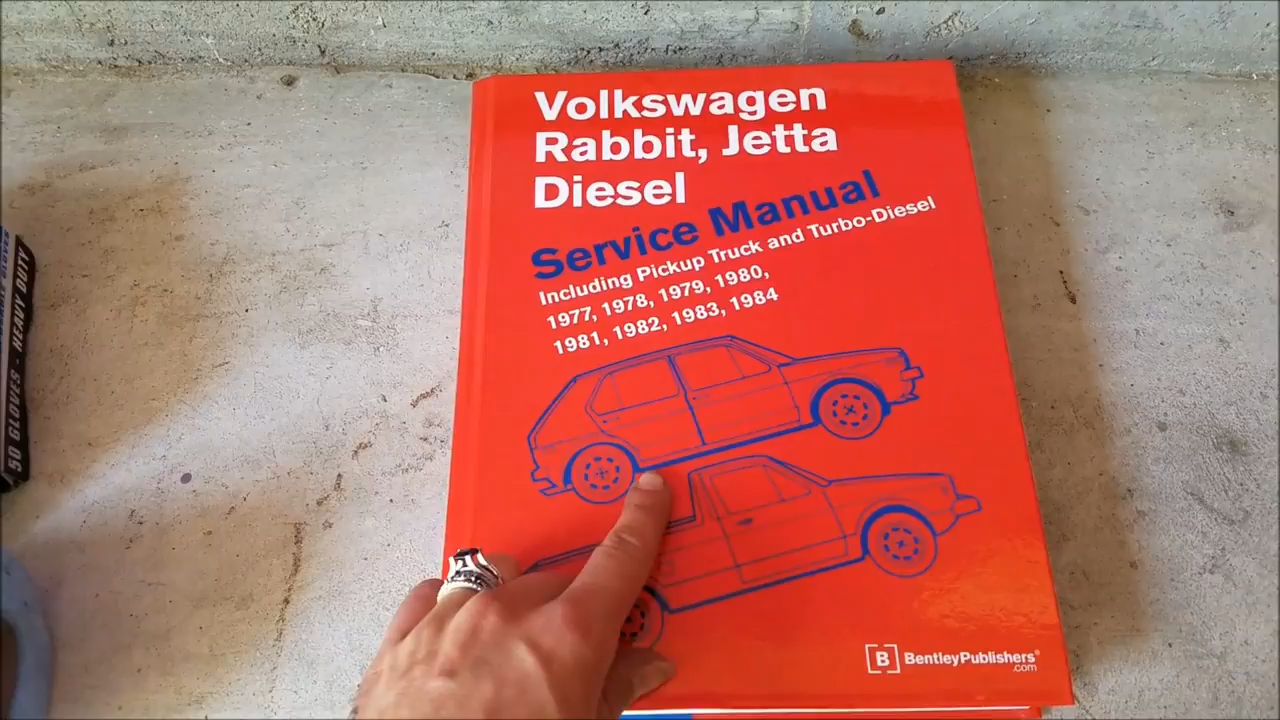 Volkswagen
Rabbit, Jetta
Diesel
Service Manual
Including Pickup Truck and Turbo-Diesel
1977, 1978, 1979, 1980,
1981, 1982, 1983, 1984
B BentleyPublishers®
.com
50 GLOVES - HEAVY DUTY